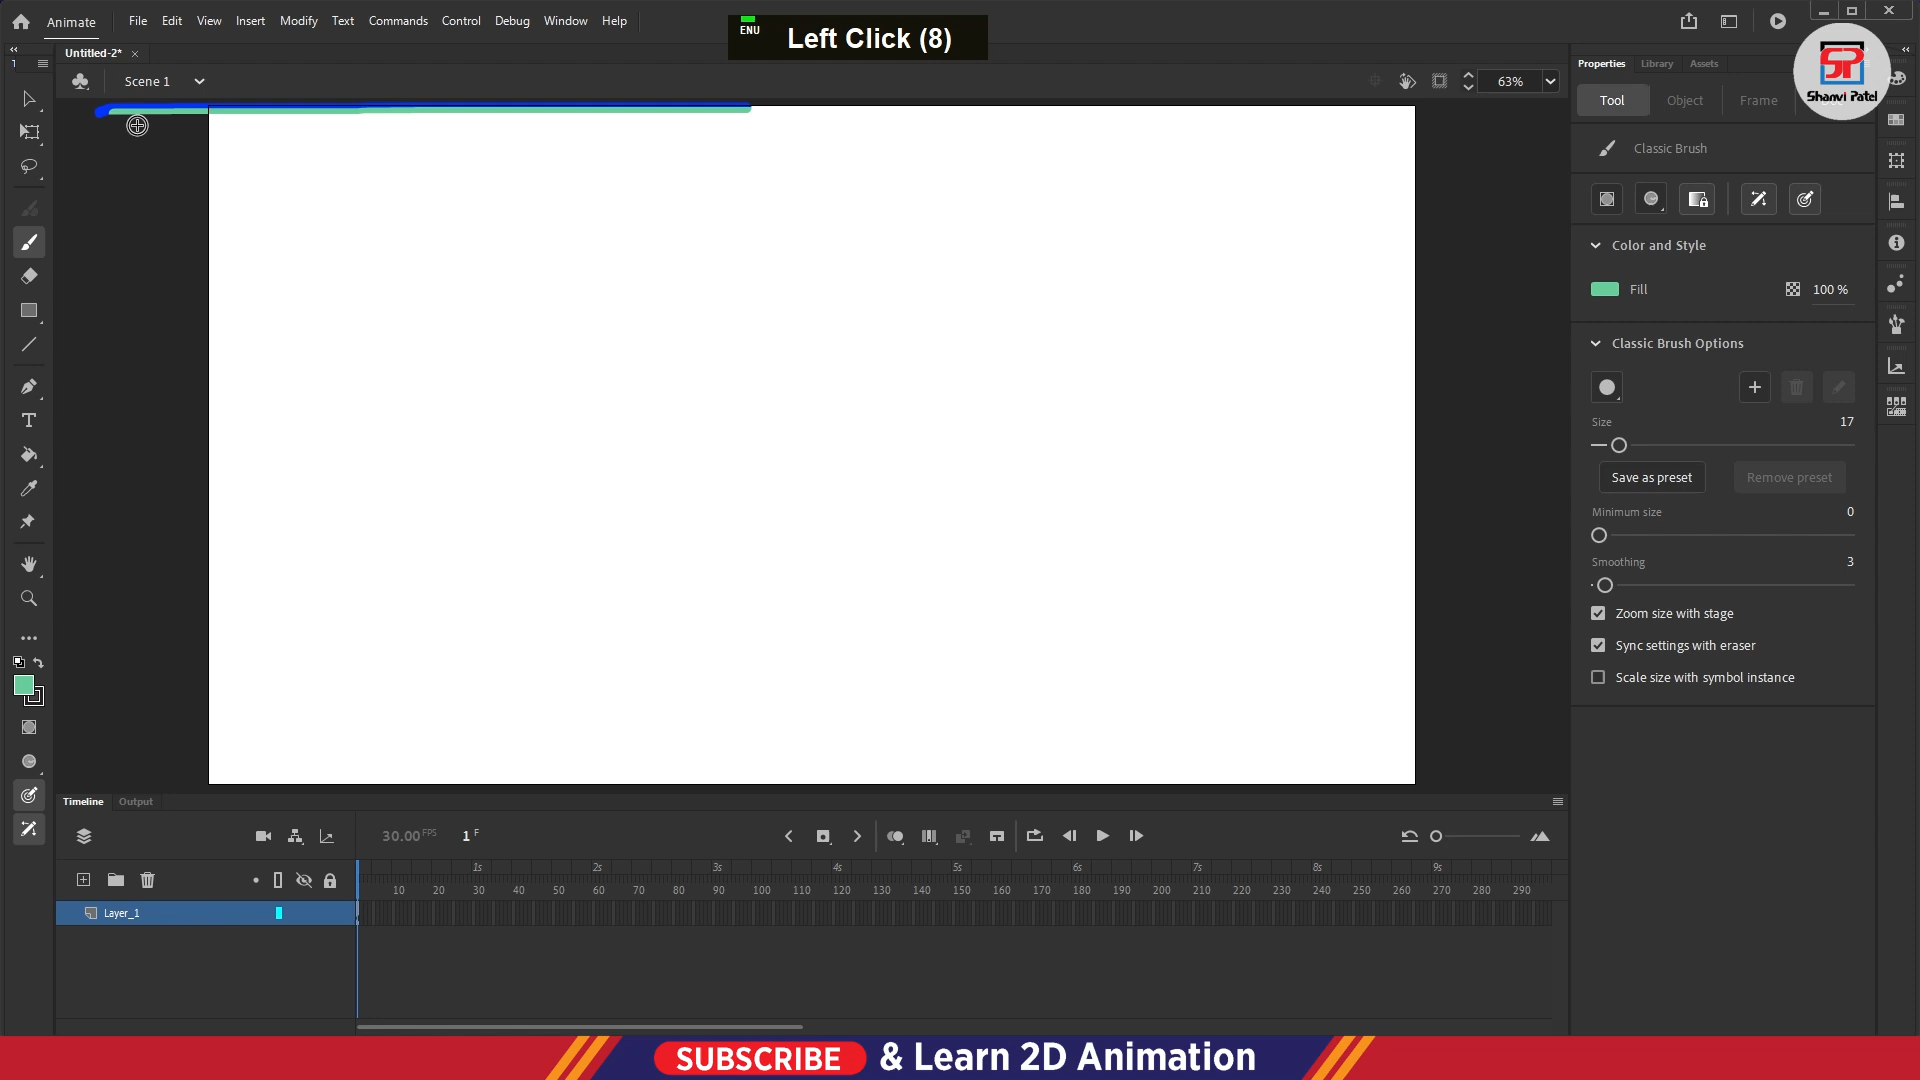 Animate
File Edit View Insert Modify Text Commands Control Debug Window Help
ENU
Left Click (8)
Untitled-2*
Scene 1
63%
Properties Library Assets
SP
Shanvi Patel
Tool Object Frame
Classic Brush
Color and Style
Fill
100 %
Classic Brush Options
Size
17
Save as preset
Remove preset
Minimum size
0
Smoothing
3
Zoom size with stage
Sync settings with eraser
Scale size with symbol instance
Timeline Output
30.00 FPS
1 F
1s 2s 3s 4s 5s 6s 7s 8s 9s
10 20 30 40 50 60 70 80 90 100 110 120 130 140 150 160 170 180 190 200 210 220 230 240 250 260 270 280 290
Layer_1
SUBSCRIBE & Learn 2D Animation